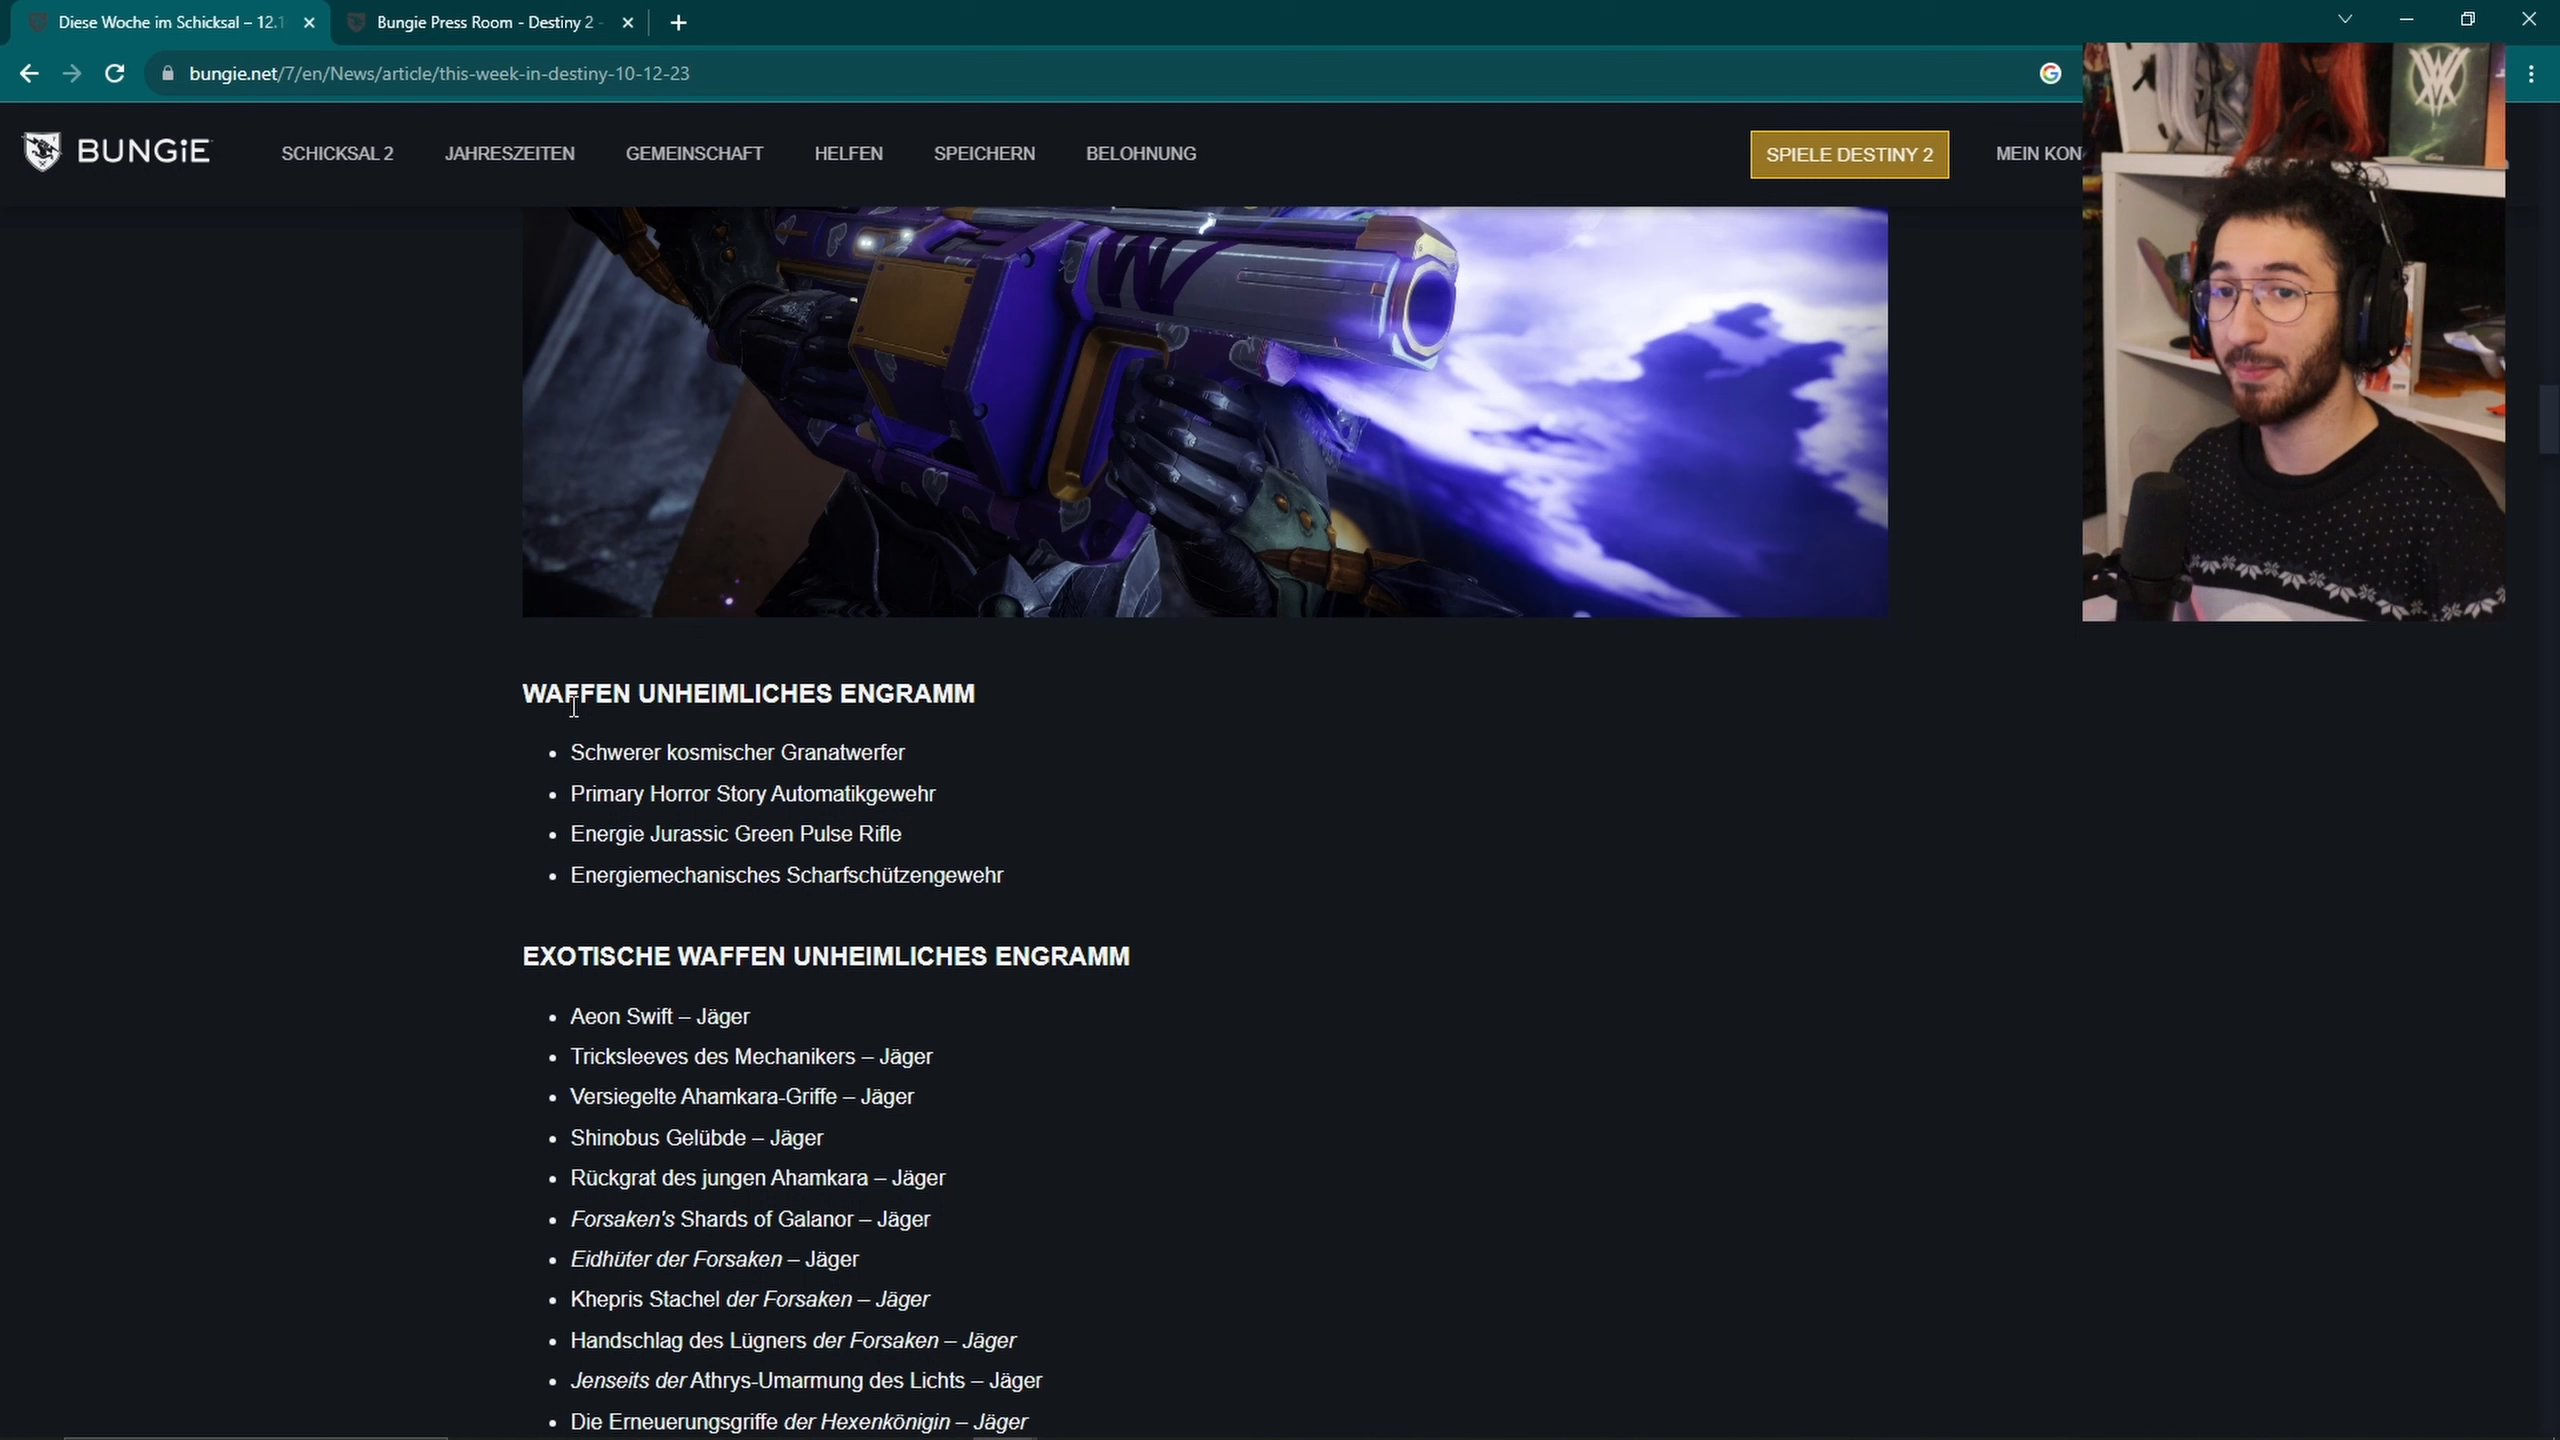 Diese Woche im Schicksal – 12.1
Bungie Press Room - Destiny 2 -
bungie.net/7/en/News/article/this-week-in-destiny-10-12-23
BUNGiE
SCHICKSAL 2
JAHRESZEITEN
GEMEINSCHAFT
HELFEN
SPEICHERN
BELOHNUNG
SPIELE DESTINY 2
MEIN KON
WAFFEN UNHEIMLICHES ENGRAMM
• Schwerer kosmischer Granatwerfer
• Primary Horror Story Automatikgewehr
• Energie Jurassic Green Pulse Rifle
• Energiemechanisches Scharfschützengewehr
EXOTISCHE WAFFEN UNHEIMLICHES ENGRAMM
• Aeon Swift – Jäger
• Tricksleeves des Mechanikers – Jäger
• Versiegelte Ahamkara-Griffe – Jäger
• Shinobus Gelübde – Jäger
• Rückgrat des jungen Ahamkara – Jäger
• Forsaken's Shards of Galanor – Jäger
• Eidhüter der Forsaken – Jäger
• Khepris Stachel der Forsaken – Jäger
• Handschlag des Lügners der Forsaken – Jäger
• Jenseits der Athrys-Umarmung des Lichts – Jäger
• Die Erneuerungsgriffe der Hexenkönigin – Jäger